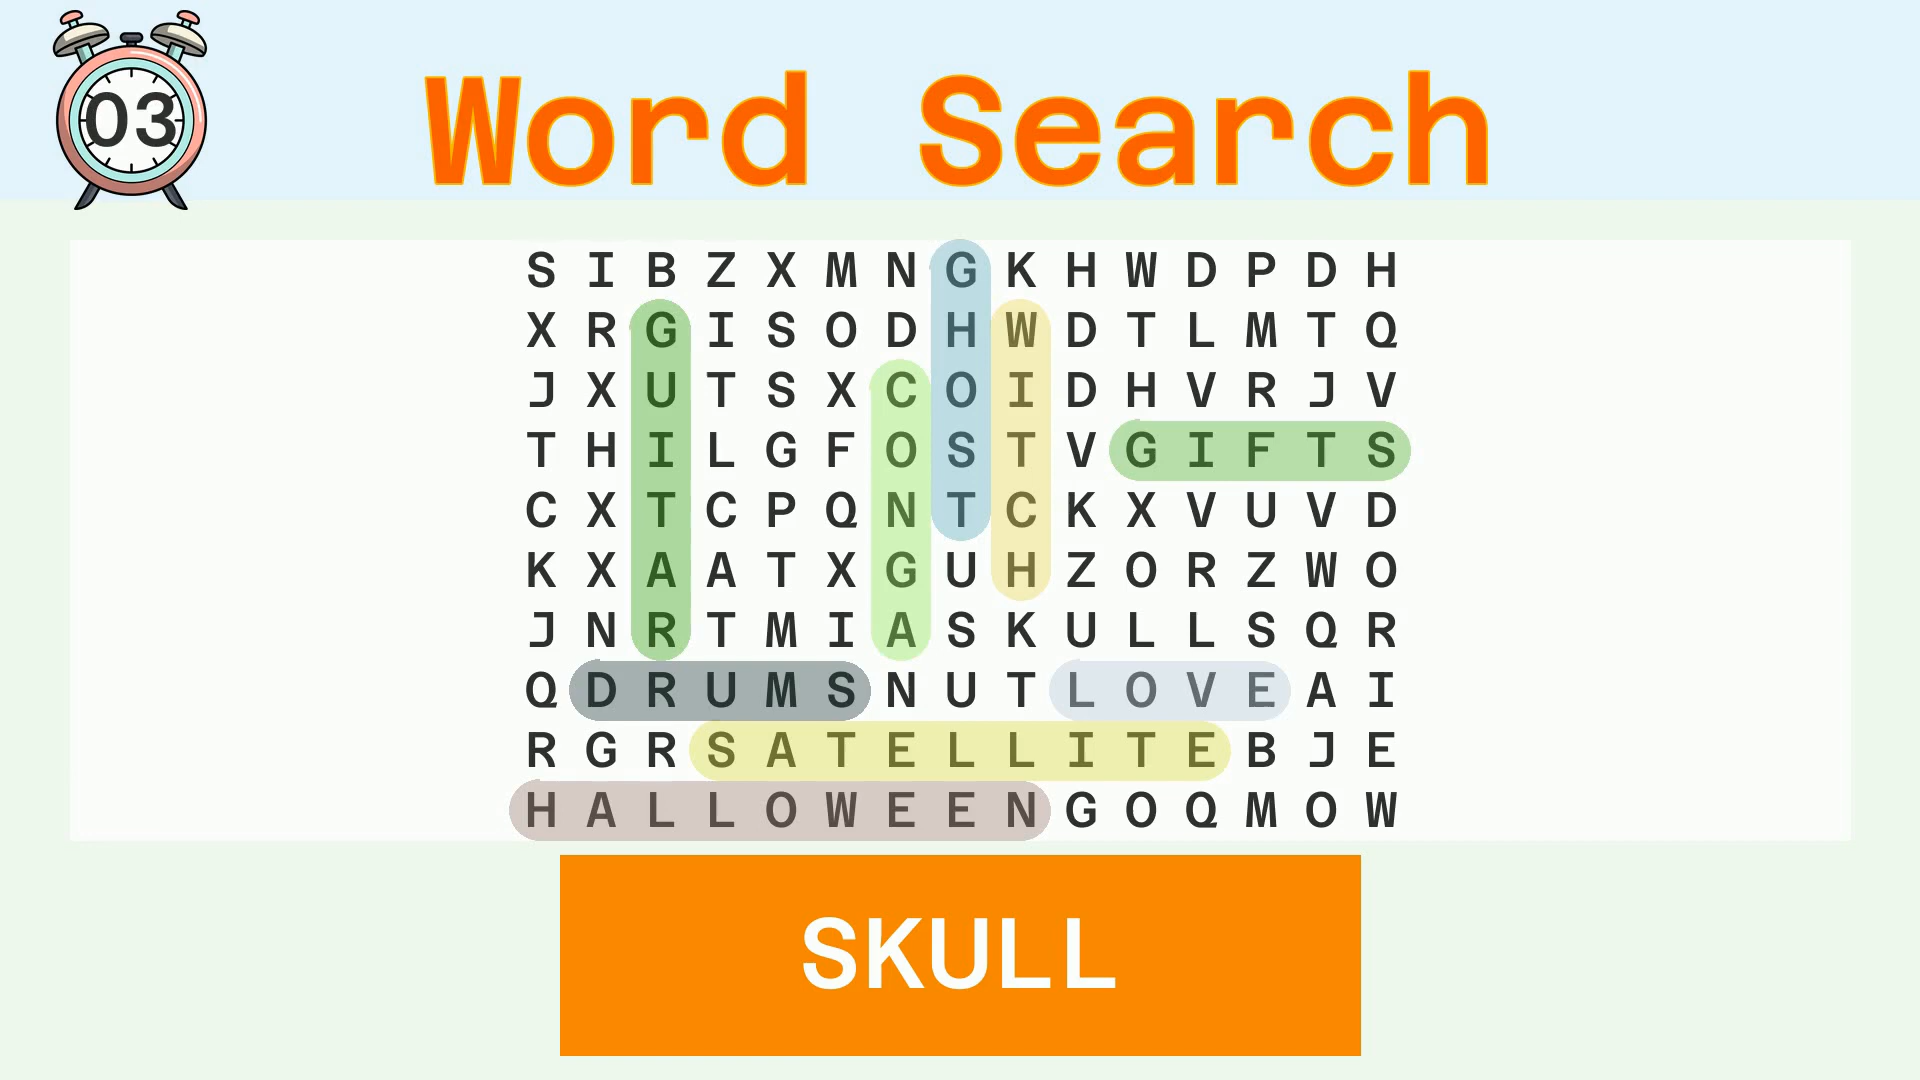 03
Word Search
S I B Z X M N G K H W D P D H
X R G I S O D H W D T L M T Q
J X U T S X C O I D H V R J V
T H I L G F O S T V G I F T S
C X T C P Q N T C K X V U V D
K X A A T X G U H Z O R Z W O
J N R T M I A S K U L L S Q R
Q D R U M S N U T L O V E A I
R G R S A T E L L I T E B J E
H A L L O W E E N G O Q M O W
SKULL